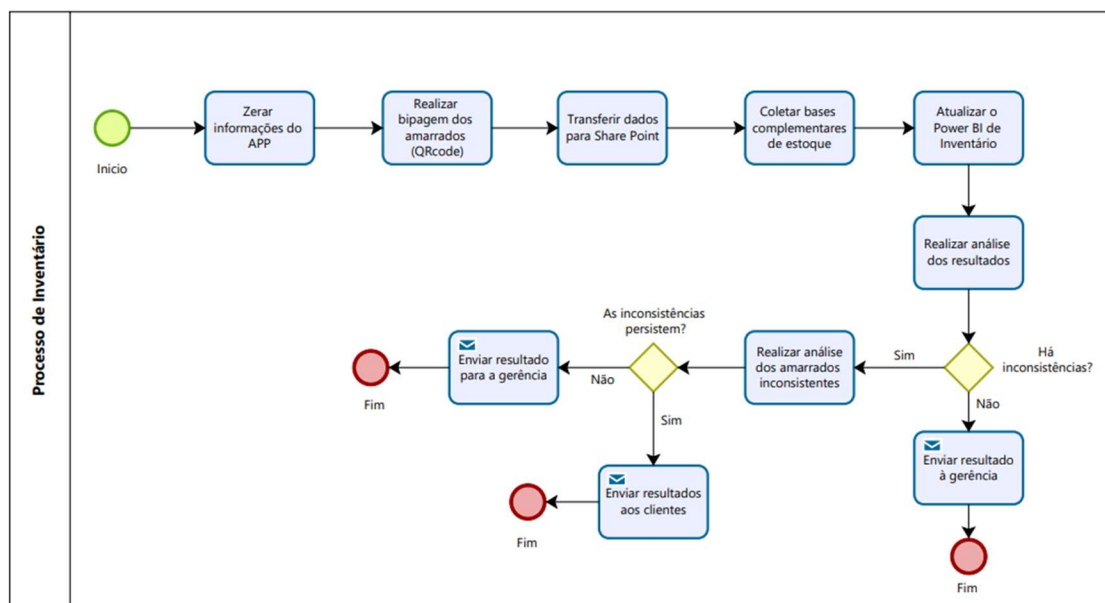 Processo de Inventário
Inicio
Zerar
informações do
APP
Realizar
bipagem dos
amarrados
(QRcode)
Transferir dados
para Share Point
Coletar bases
complementares
de estoque
Atualizar o
Power BI de
Inventário
Realizar análise
dos resultados
Há
inconsistências?
Sim
Não
Realizar análise
dos amarrados
inconsistentes
As inconsistências
persistem?
Não
Sim
Enviar resultado
para a gerência
Fim
Enviar resultados
aos clientes
Fim
Enviar resultado
à gerência
Fim